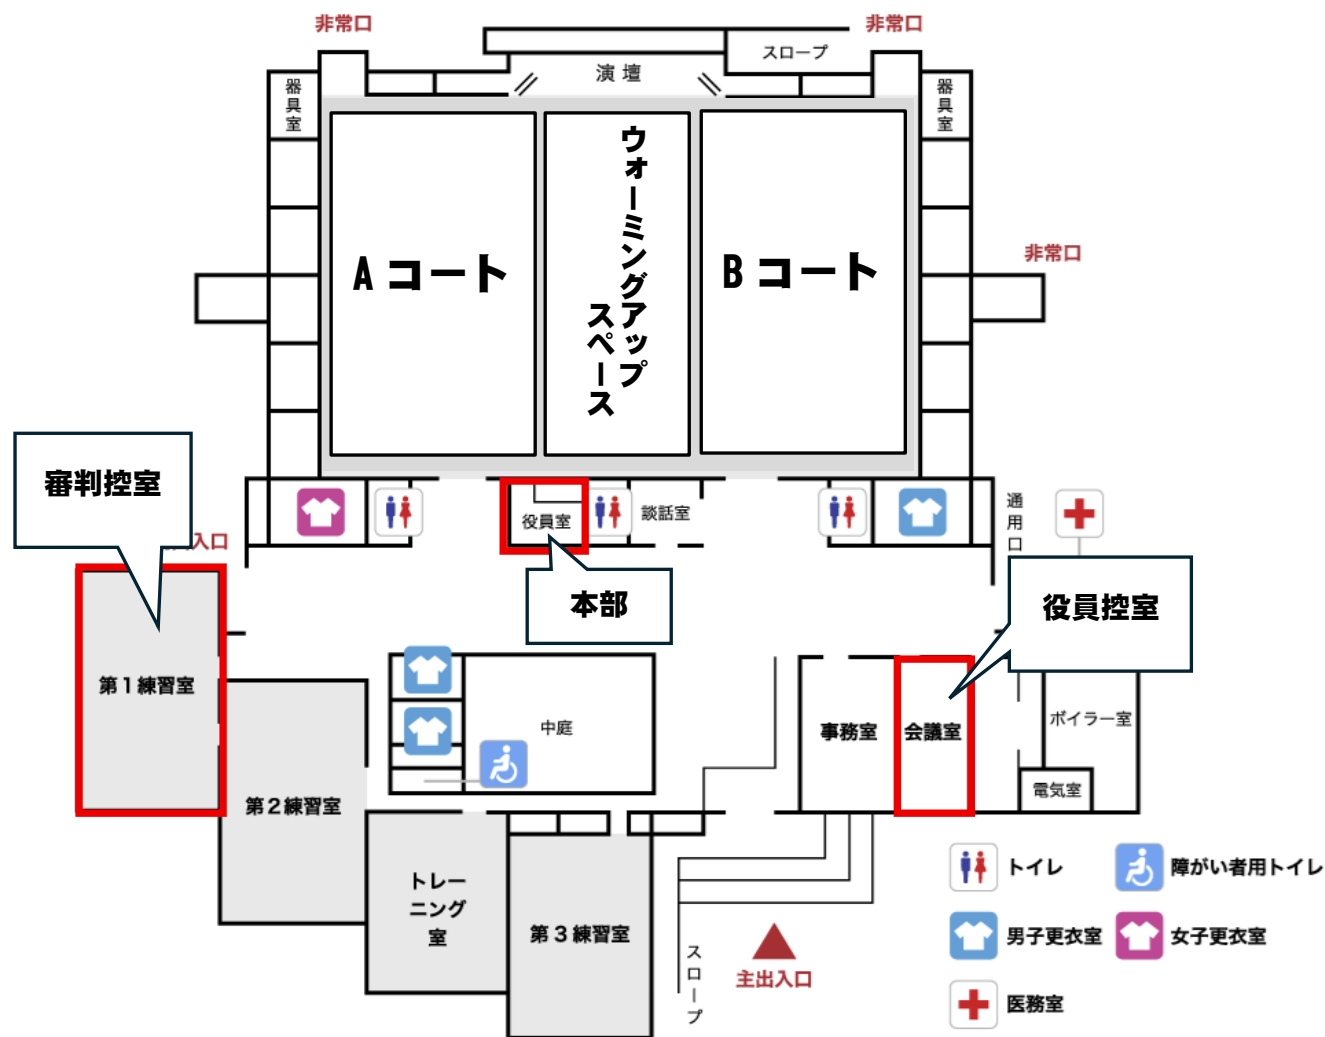 非常口
非常口
スロープ
演壇
器具室
器具室
ウォーミングアップ
スペース
Aコート
Bコート
非常口
審判控室
入口
役員室
談話室
通用口
本部
役員控室
第1練習室
中庭
事務室
会議室
ボイラー室
電気室
第2練習室
トレー
ニング
室
第3練習室
スロープ
主出入口
トイレ
障がい者用トイレ
男子更衣室
女子更衣室
医務室